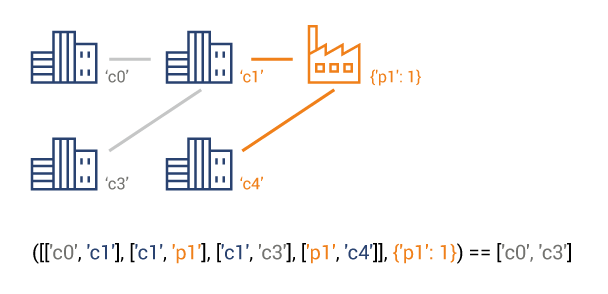 'c0' 'c1' {'p1': 1}
'c3' 'c4'
([['c0', 'c1'], ['c1', 'p1'], ['c1', 'c3'], ['p1', 'c4']], {'p1': 1}) == ['c0', 'c3']